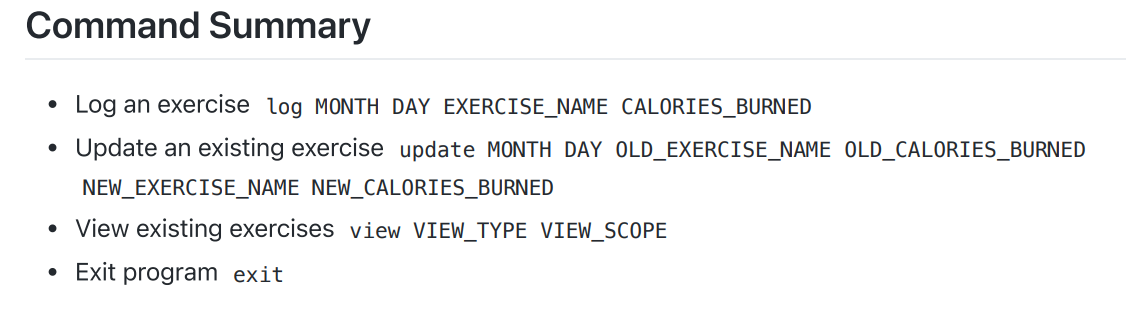 Command Summary
• Log an exercise log MONTH DAY EXERCISE_NAME CALORIES_BURNED
• Update an existing exercise update MONTH DAY OLD_EXERCISE_NAME OLD_CALORIES_BURNED
NEW_EXERCISE_NAME NEW_CALORIES_BURNED
• View existing exercises view VIEW_TYPE VIEW_SCOPE
• Exit program exit